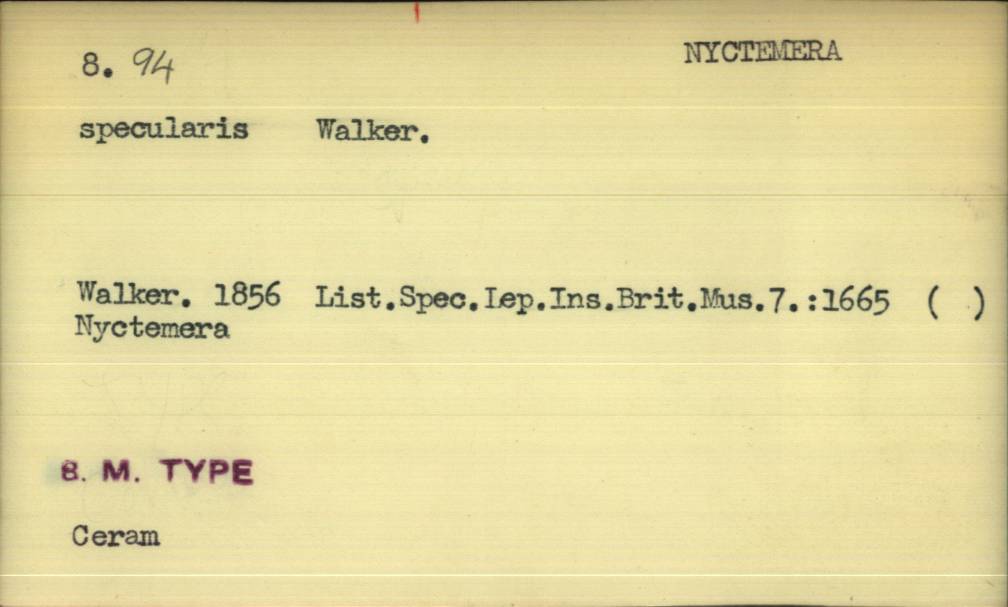 8. 94 NYCTEMERA
specularis Walker.
Walker. 1856 List.Spec.Lep.Ins.Brit.Mus.7.:1665 ( )
Nyctemera
B. M. TYPE
Ceram